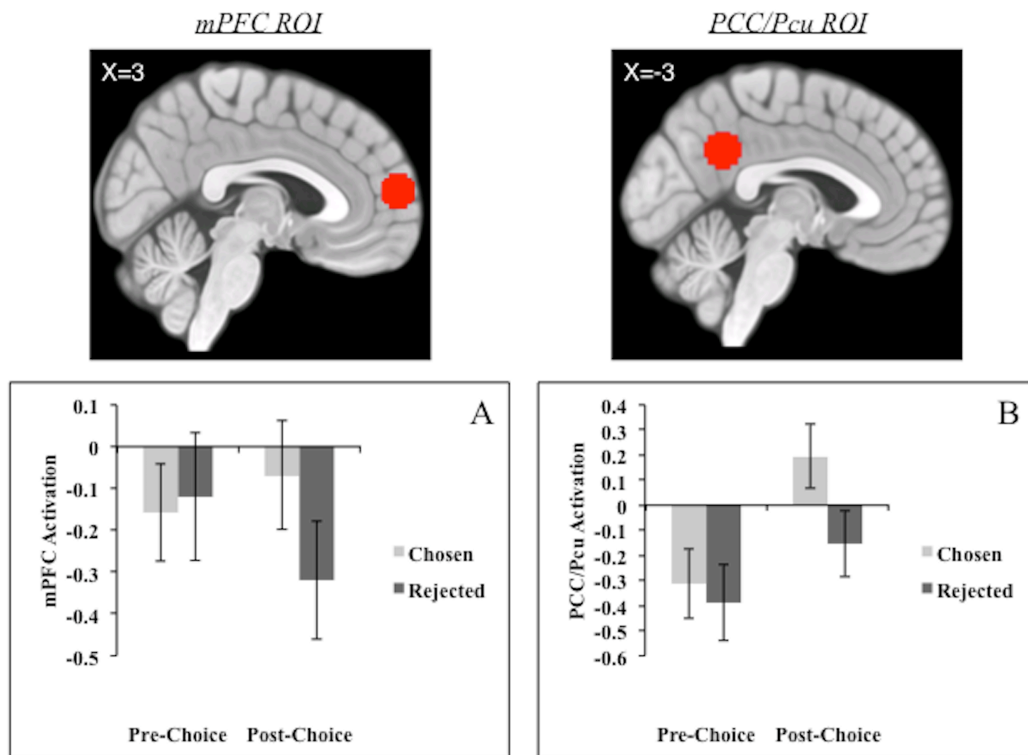 mPFC ROI
PCC/Pcu ROI
X=3
X=-3
A
0.1
0
-0.1
-0.2
-0.3
-0.4
-0.5
mPFC Activation
Chosen
Rejected
Pre-Choice Post-Choice
B
0.4
0.3
0.2
0.1
0
-0.1
-0.2
-0.3
-0.4
-0.5
-0.6
PCC/Pcu Activation
Chosen
Rejected
Pre-Choice Post-Choice